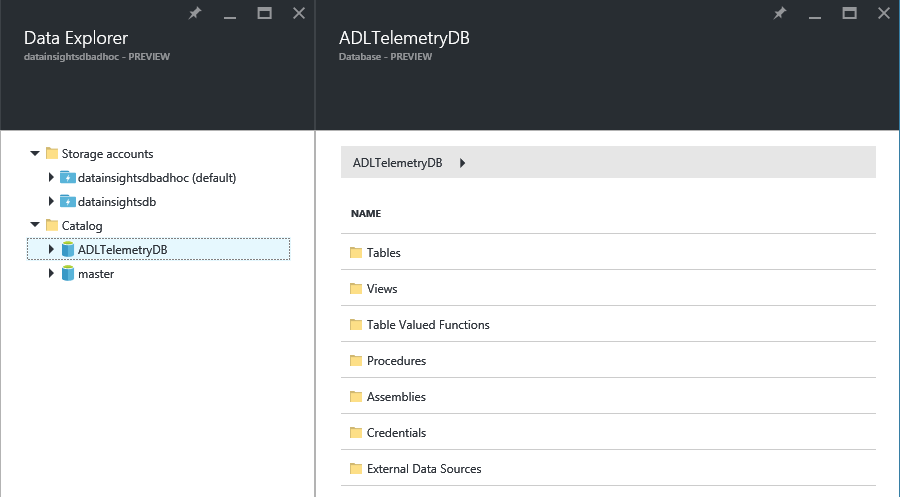 Data Explorer
datainsightsdbadhoc - PREVIEW
Storage accounts
datainsightsdbadhoc (default)
datainsightsdb
Catalog
ADLTelemetryDB
master
ADLTelemetryDB
Database - PREVIEW
ADLTelemetryDB
NAME
Tables
Views
Table Valued Functions
Procedures
Assemblies
Credentials
External Data Sources